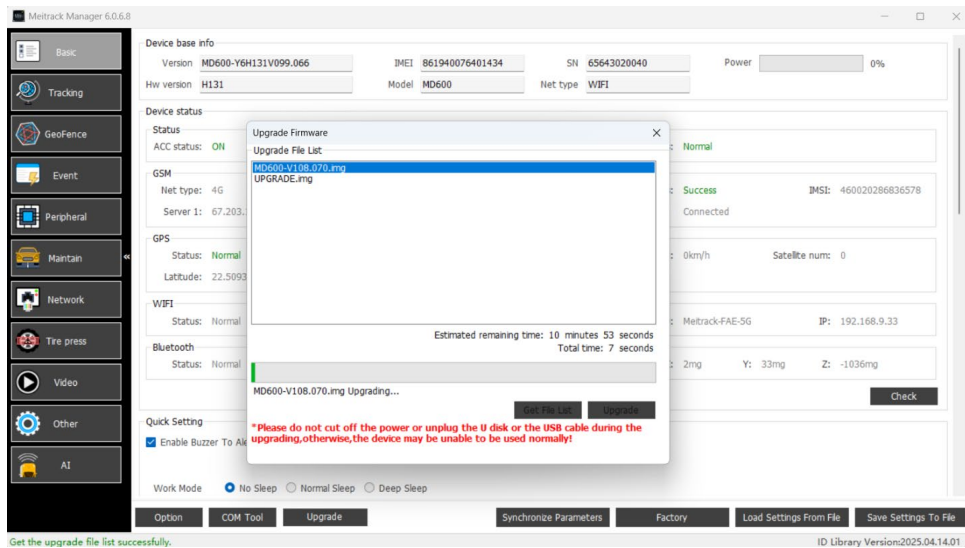 Meitrack Manager 6.0.6.8
Basic
Tracking
GeoFence
Event
Peripheral
Maintain
Network
Tire press
Video
Other
AI
Device base info
Version MD600-Y6H131V099.066 IMEI 861940076401434 SN 65643020040 Power 0%
Hw version H131 Model MD600 Net type WIFI
Device status
Status
ACC status: ON : Normal
GSM
Net type: 4G : Success IMSI: 460020286836578
Server 1: 67.203. Connected
GPS
Status: Normal : 0km/h Satellite num: 0
Latitude: 22.5093
WIFI
Status: Normal : Meitrack-FAE-5G IP: 192.168.9.33
Bluetooth
Status: Normal : 2mg Y: 33mg Z: -1036mg
Check
Quick Setting
Enable Buzzer To Ale
Work Mode No Sleep Normal Sleep Deep Sleep
Upgrade Firmware
Upgrade File List
MD600-V108.070.img
UPGRADE.img
Estimated remaining time: 10 minutes 53 seconds
Total time: 7 seconds
MD600-V108.070.img Upgrading...
Get File List Upgrade
*Please do not cut off the power or unplug the U disk or the USB cable during the
upgrading,otherwise,the device may be unable to be used normally!
Option COM Tool Upgrade Synchronize Parameters Factory Load Settings From File Save Settings To File
Get the upgrade file list successfully. ID Library Version:2025.04.14.01